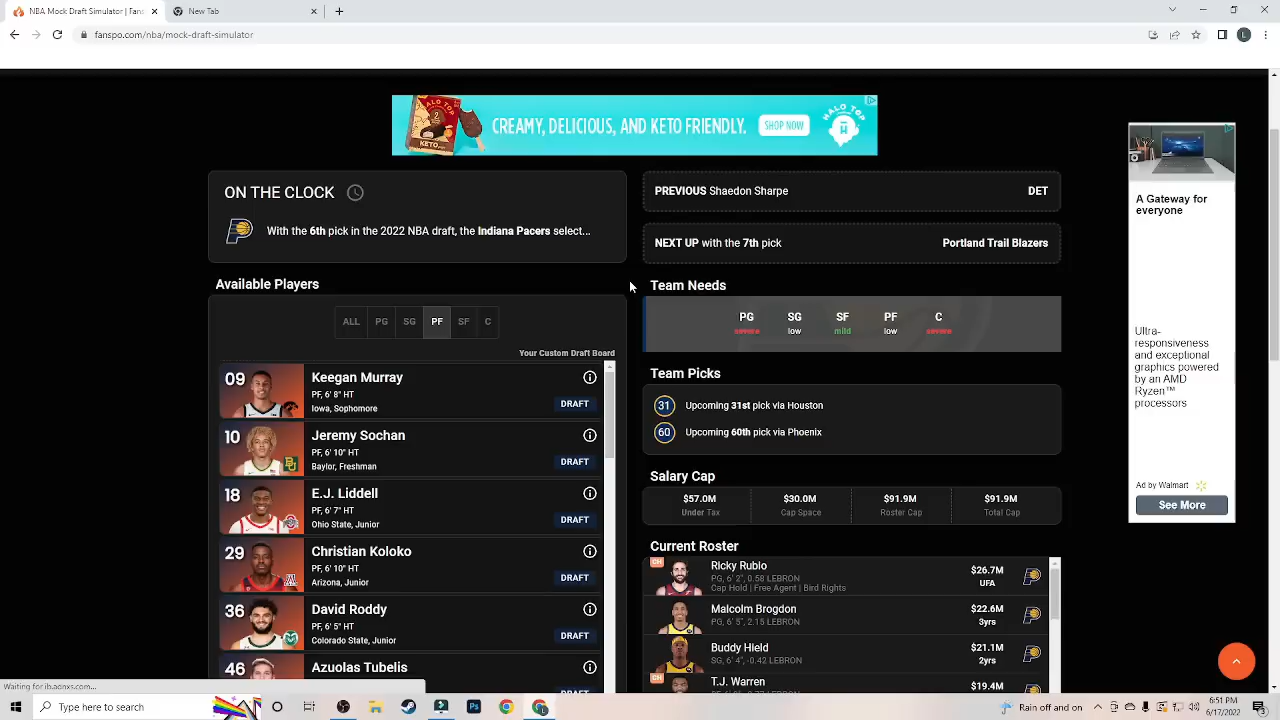 NBA Mock Draft Simulator | Fans
New Tab
fanspo.com/nba/mock-draft-simulator
L
HALO TOP
KETO...
CREAMY, DELICIOUS, AND KETO FRIENDLY.
SHOP NOW
HALO TOP
ON THE CLOCK
With the 6th pick in the 2022 NBA draft, the Indiana Pacers select...
PREVIOUS Shaedon Sharpe
DET
NEXT UP with the 7th pick
Portland Trail Blazers
Available Players
ALL PG SG PF SF C
Your Custom Draft Board
09 Keegan Murray
PF, 6' 8" HT
Iowa, Sophomore
DRAFT
10 Jeremy Sochan
PF, 6' 10" HT
Baylor, Freshman
DRAFT
18 E.J. Liddell
PF, 6' 7" HT
Ohio State, Junior
DRAFT
29 Christian Koloko
PF, 6' 10" HT
Arizona, Junior
DRAFT
36 David Roddy
PF, 6' 5" HT
Colorado State, Junior
DRAFT
46 Azuolas Tubelis
Team Needs
PG SG SF PF C
low mild low
Team Picks
31 Upcoming 31st pick via Houston
60 Upcoming 60th pick via Phoenix
Salary Cap
$57.0M $30.0M $91.9M $91.9M
Under Tax Cap Space Roster Cap Total Cap
Current Roster
CH Ricky Rubio
PG, 6' 2", 0.58 LEBRON
Cap Hold | Free Agent | Bird Rights
$26.7M
UFA
Malcolm Brogdon
PG, 6' 5", 2.15 LEBRON
$22.6M
3yrs
Buddy Hield
SG, 6' 4", -0.42 LEBRON
$21.1M
2yrs
CH T.J. Warren
$19.4M
A Gateway for
everyone
Ultra-
responsiveness
and exceptional
graphics powered
by an AMD
Ryzen™
processors
Ad by Walmart
See More
Waiting for ib.adnxs.com...
Type here to search
Rain off and on
6:51 PM
6/17/2022